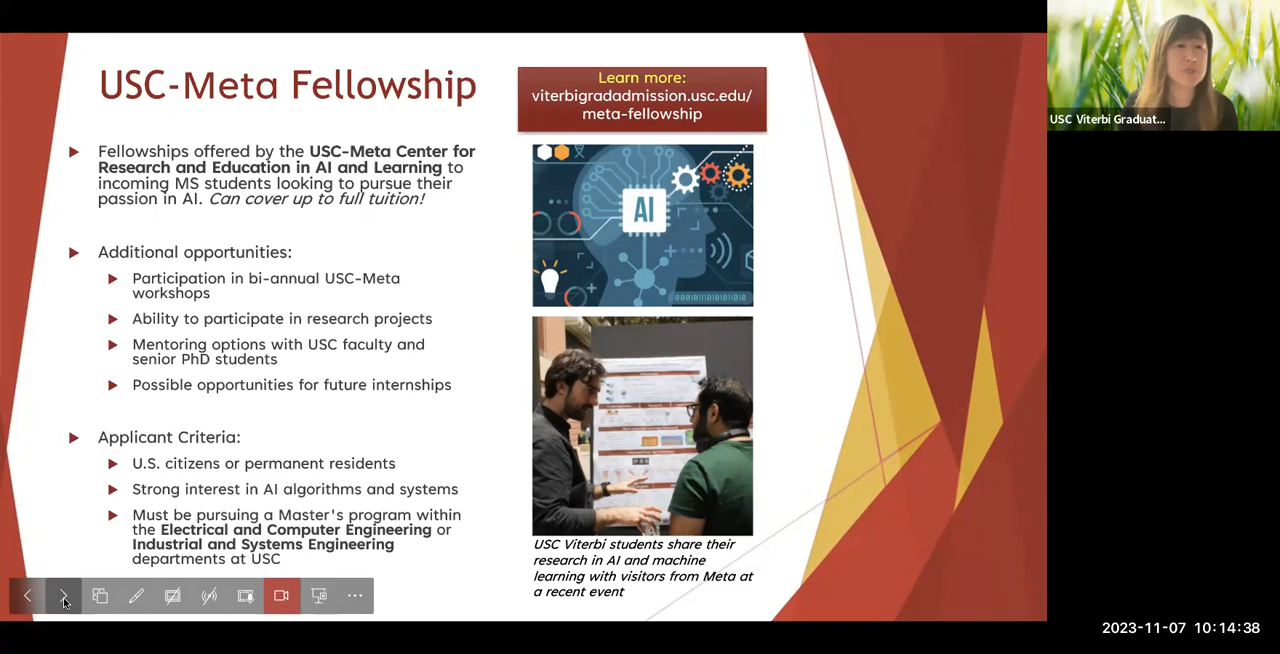 USC-Meta Fellowship
Learn more:
viterbigradadmission.usc.edu/
meta-fellowship
Fellowships offered by the USC-Meta Center for
Research and Education in AI and Learning to
incoming MS students looking to pursue their
passion in AI. Can cover up to full tuition!
Additional opportunities:
Participation in bi-annual USC-Meta
workshops
Ability to participate in research projects
Mentoring options with USC faculty and
senior PhD students
Possible opportunities for future internships
Applicant Criteria:
U.S. citizens or permanent residents
Strong interest in AI algorithms and systems
Must be pursuing a Master's program within
the Electrical and Computer Engineering or
Industrial and Systems Engineering
departments at USC
AI
USC Viterbi students share their
research in AI and machine
learning with visitors from Meta at
a recent event
USC Viterbi Graduat...
2023-11-07 10:14:38